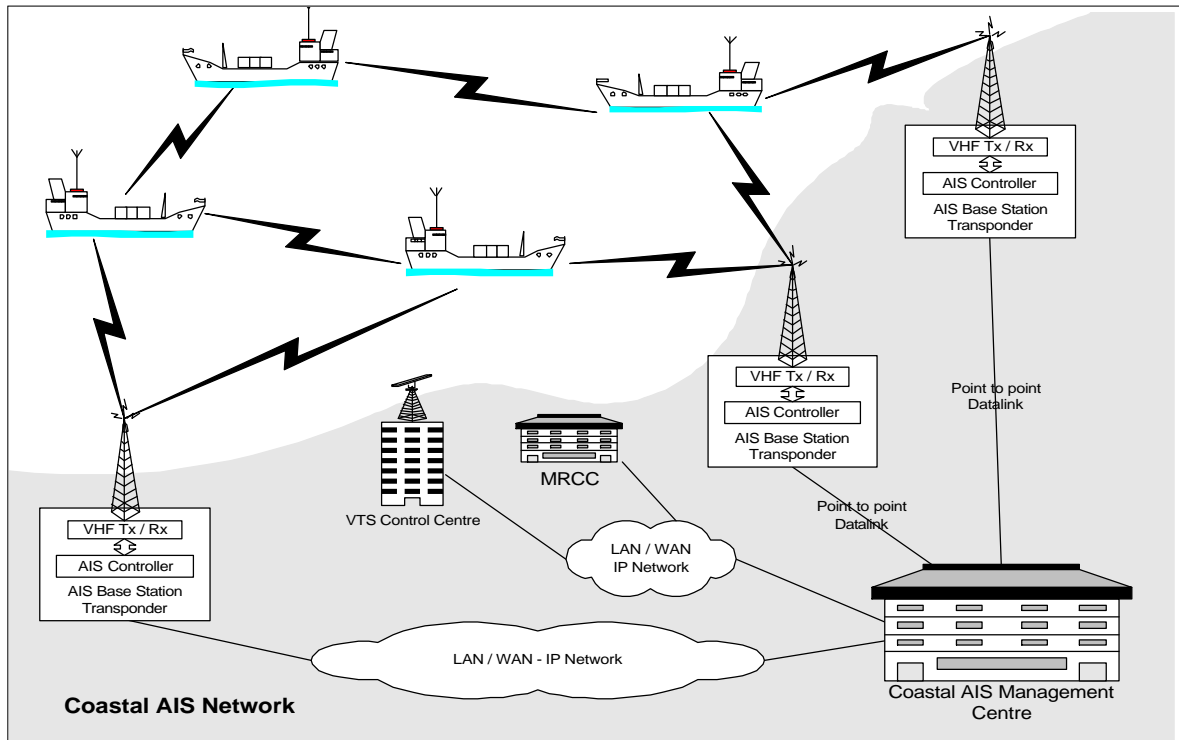 VHF Tx / Rx
AIS Controller
AIS Base Station
Transponder
VHF Tx / Rx
AIS Controller
AIS Base Station
Transponder
Point to point
Datalink
MRCC
VTS Control Centre
Point to point
Datalink
VHF Tx / Rx
AIS Controller
AIS Base Station
Transponder
LAN / WAN
IP Network
LAN / WAN - IP Network
Coastal AIS Management
Centre
Coastal AIS Network